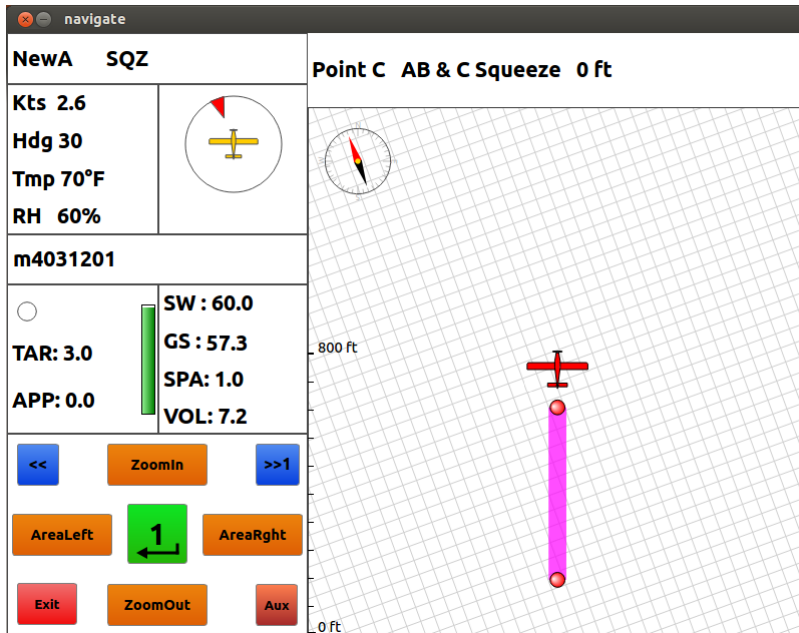 navigate
NewA SQZ
Point C AB & C Squeeze 0 ft
Kts 2.6
Hdg 30
Tmp 70°F
RH 60%
m4031201
TAR: 3.0
APP: 0.0
SW : 60.0
GS : 57.3
SPA: 1.0
VOL: 7.2
<< ZoomIn >>1
AreaLeft 1 AreaRght
Exit ZoomOut Aux
N
800 ft
0 ft